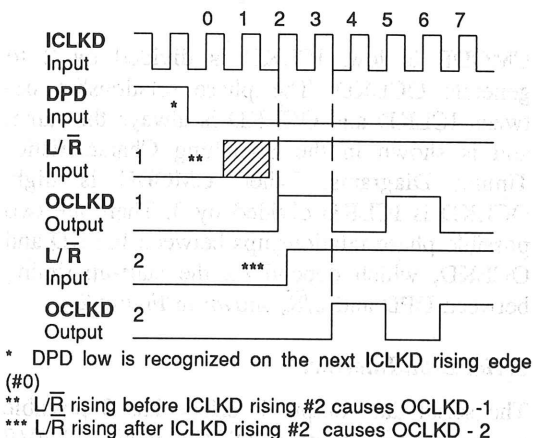 0 1 2 3 4 5 6 7
ICLKD
Input
DPD
Input
*
L/R̅
Input
1
**
OCLKD
Output
1
L/R̅
Input
2
***
OCLKD
Output
2
* DPD low is recognized on the next ICLKD rising edge
(#0)
** L/R̅ rising before ICLKD rising #2 causes OCLKD -1
*** L/R̅ rising after ICLKD rising #2 causes OCLKD - 2